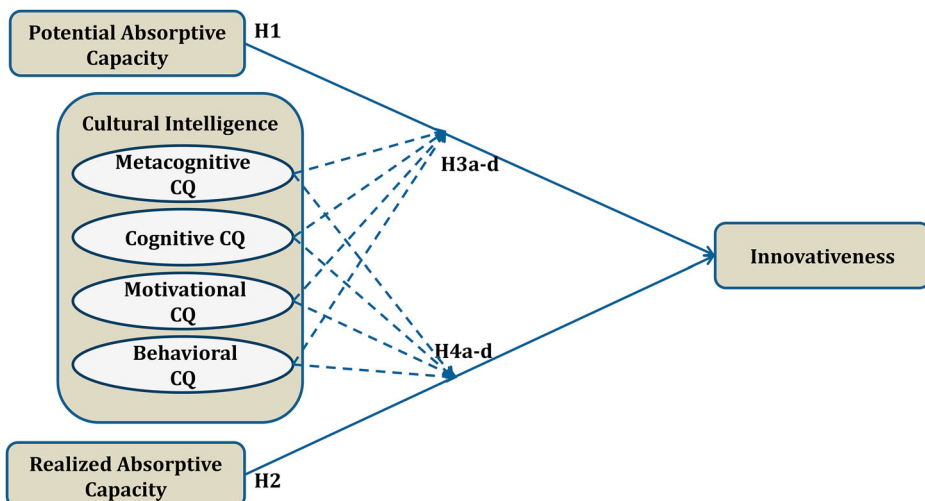 Potential Absorptive
Capacity
H1
Cultural Intelligence
Metacognitive
CQ
Cognitive CQ
Motivational
CQ
Behavioral
CQ
H3a-d
Innovativeness
H4a-d
Realized Absorptive
Capacity
H2